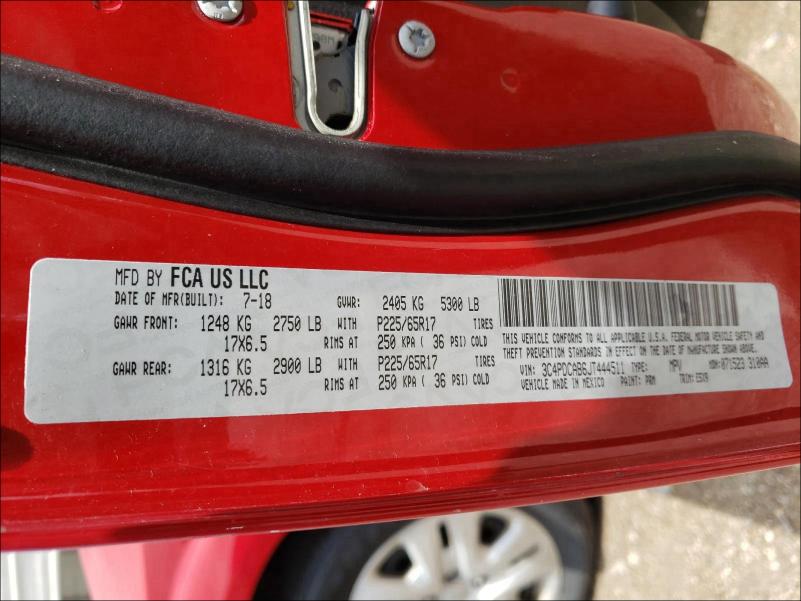 MFD BY FCA US LLC
DATE OF MFR(BUILT): 7-18 GVWR: 2405 KG 5300 LB
GAWR FRONT: 1248 KG 2750 LB WITH P225/65R17 TIRES
17X6.5 RIMS AT 250 KPA ( 36 PSI) COLD
GAWR REAR: 1316 KG 2900 LB WITH P225/65R17 TIRES
17X6.5 RIMS AT 250 KPA ( 36 PSI) COLD
THIS VEHICLE CONFORMS TO ALL APPLICABLE U.S.A. FEDERAL MOTOR VEHICLE SAFETY AND
THEFT PREVENTION STANDARDS IN EFFECT ON THE DATE OF MANUFACTURE SHOWN ABOVE.
VIN: 3C4PDCAB6JT444511 TYPE: MPV MDH: 071523 310AA
VEHICLE MADE IN MEXICO PAINT: PRM TRIM: E5X9